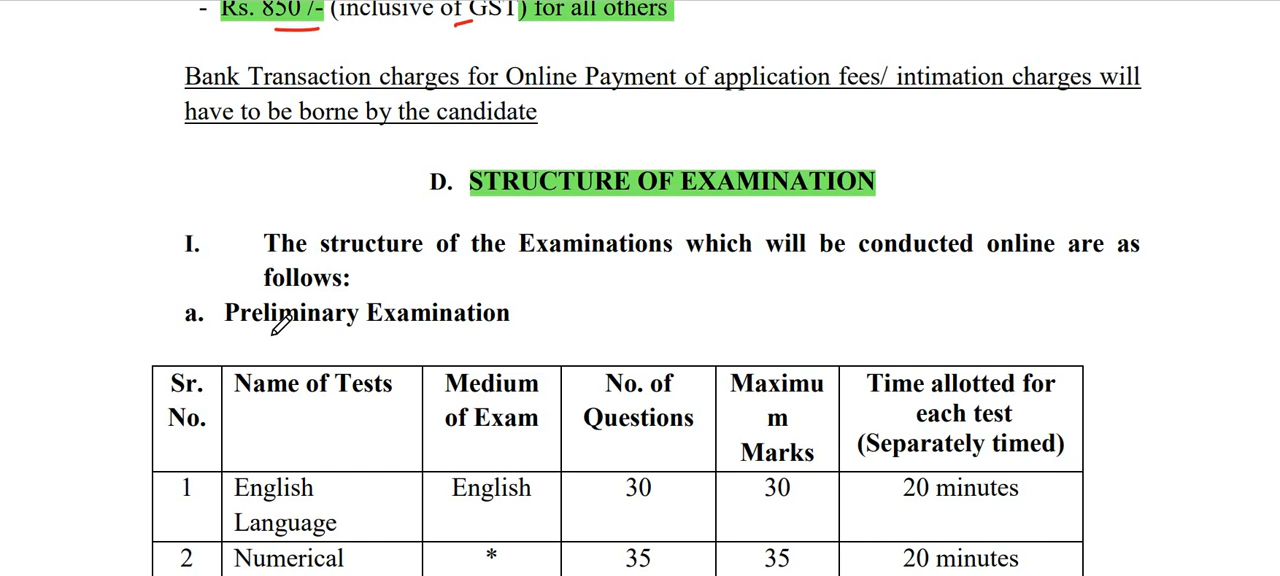 - Rs. 850 /- (inclusive of GST) for all others
Bank Transaction charges for Online Payment of application fees/ intimation charges will
have to be borne by the candidate
D. STRUCTURE OF EXAMINATION
I. The structure of the Examinations which will be conducted online are as
follows:
a. Preliminary Examination
Sr. No. Name of Tests Medium of Exam No. of Questions Maximu m Marks Time allotted for each test (Separately timed)
1 English Language English 30 30 20 minutes
2 Numerical * 35 35 20 minutes